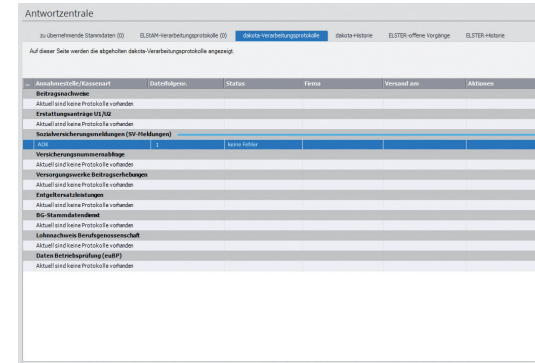 Antwortzentrale
zu übernehmende Stammdaten (0) ELStAM-Verarbeitungsprotokolle (0) dakota-Verarbeitungsprotokolle dakota-Historie ELSTER-offene Vorgänge ELSTER-Historie
Auf dieser Seite werden die abgeholten dakota-Verarbeitungsprotokolle angezeigt.
... Annahmestelle/Kassenart Dateifolgenr. Status Firma Versand am Aktionen
Beitragsnachweise
Aktuell sind keine Protokolle vorhanden
Erstattungsanträge U1/U2
Aktuell sind keine Protokolle vorhanden
Sozialversicherungsmeldungen (SV-Meldungen)
AOK 1 keine Fehler
Versicherungsnummernabfrage
Aktuell sind keine Protokolle vorhanden
Versorgungswerke Beitragserhebungen
Aktuell sind keine Protokolle vorhanden
Entgeltersatzleistungen
Aktuell sind keine Protokolle vorhanden
BG-Stammdatendienst
Aktuell sind keine Protokolle vorhanden
Lohnnachweis Berufsgenossenschaft
Aktuell sind keine Protokolle vorhanden
Daten Betriebsprüfung (euBP)
Aktuell sind keine Protokolle vorhanden